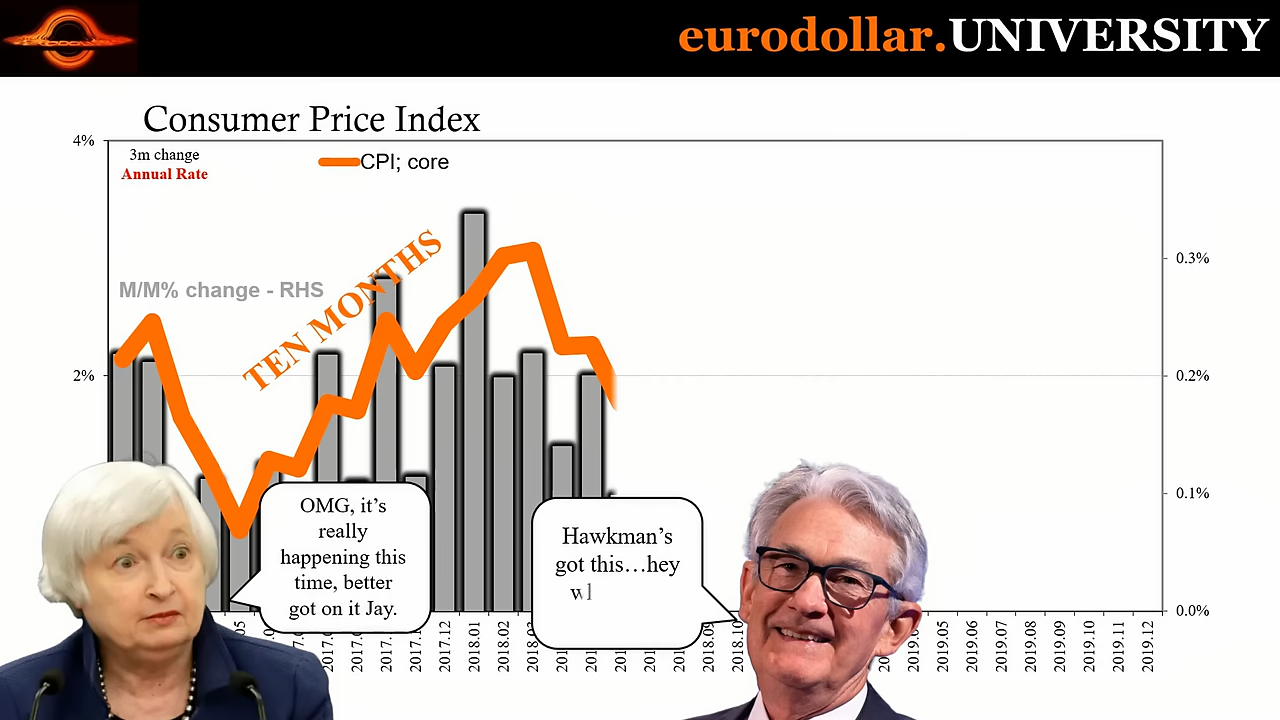 eurodollar.UNIVERSITY
Consumer Price Index
4%
3m change
Annual Rate
CPI; core
TEN MONTHS
M/M% change - RHS
0.3%
2%
0.2%
0.1%
0.0%
OMG, it's
really
happening this
time, better
got on it Jay.
Hawkman's
got this…hey
2017.12
2018.01
2018.02
2018.09
2018.10
2019.05
2019.06
2019.07
2019.08
2019.09
2019.10
2019.11
2019.12